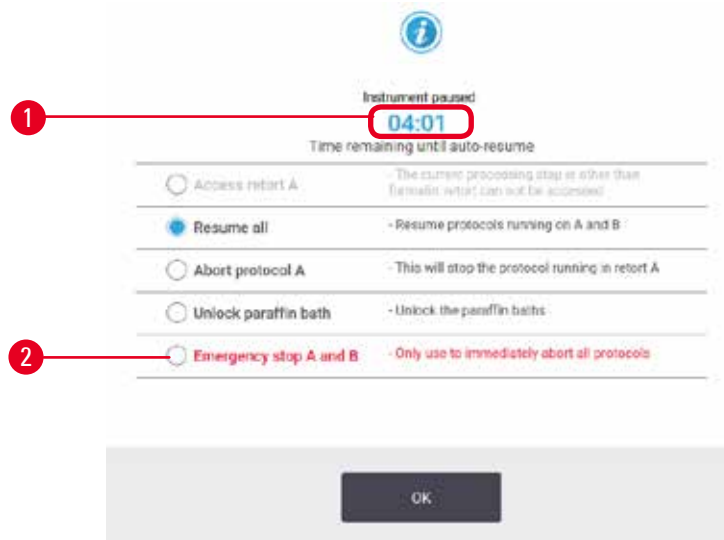 Instrument paused
1
04:01
Time remaining until auto-resume
Access retort A
- The current processing step is other than
formalin retort can not be accessed
Resume all
- Resume protocols running on A and B
Abort protocol A
- This will stop the protocol running in retort A
Unlock paraffin bath
- Unlock the paraffin baths
2
Emergency stop A and B
- Only use to immediately abort all protocols
OK